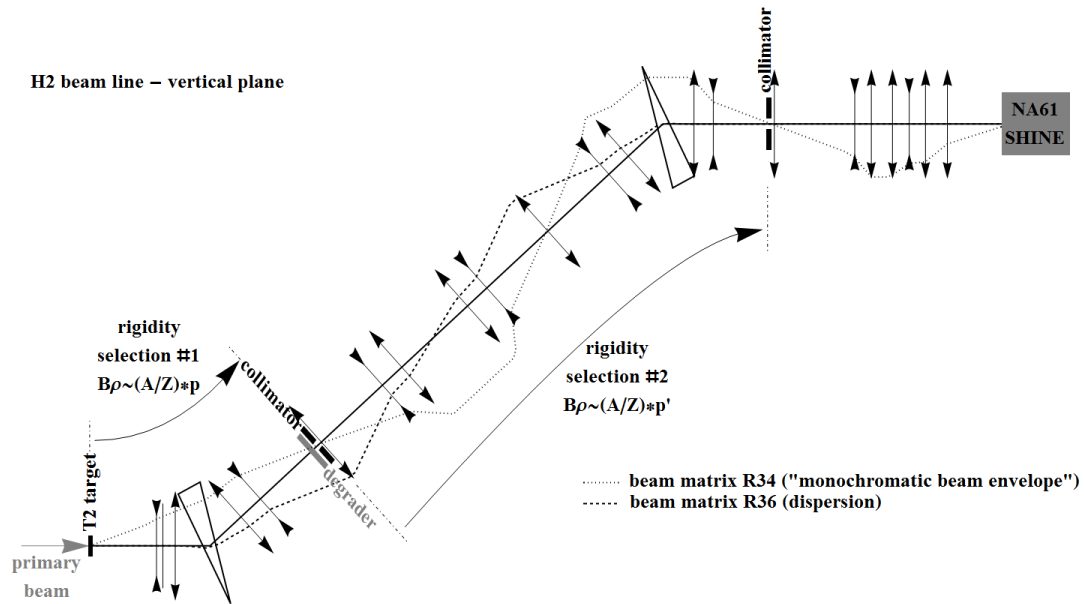 H2 beam line – vertical plane
collimator
NA61
SHINE
rigidity
selection #1
Bρ~(A/Z)*p
collimator
degrader
rigidity
selection #2
Bρ~(A/Z)*p'
T2 target
primary
beam
beam matrix R34 ("monochromatic beam envelope")
beam matrix R36 (dispersion)